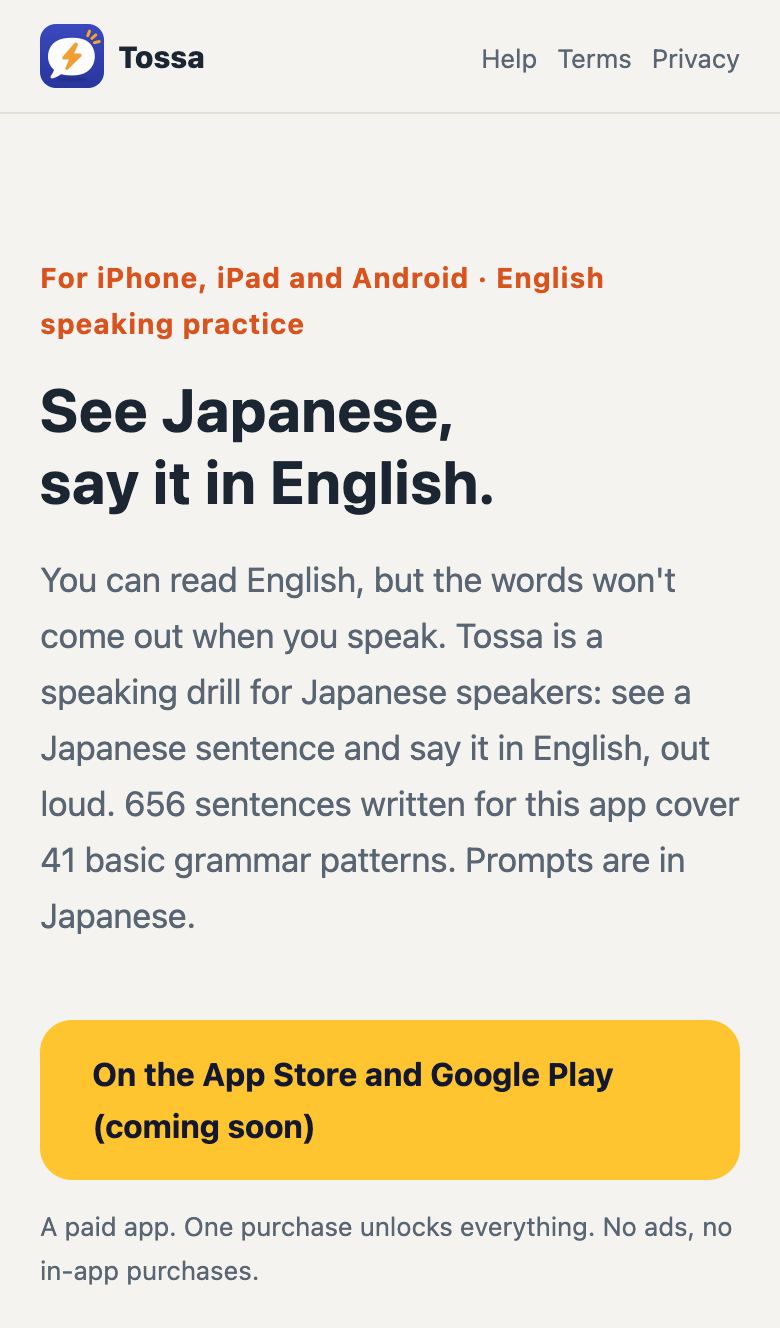 Tossa
Help Terms Privacy
For iPhone, iPad and Android · English
speaking practice
See Japanese,
say it in English.
You can read English, but the words won't
come out when you speak. Tossa is a
speaking drill for Japanese speakers: see a
Japanese sentence and say it in English, out
loud. 656 sentences written for this app cover
41 basic grammar patterns. Prompts are in
Japanese.
On the App Store and Google Play
(coming soon)
A paid app. One purchase unlocks everything. No ads, no
in-app purchases.